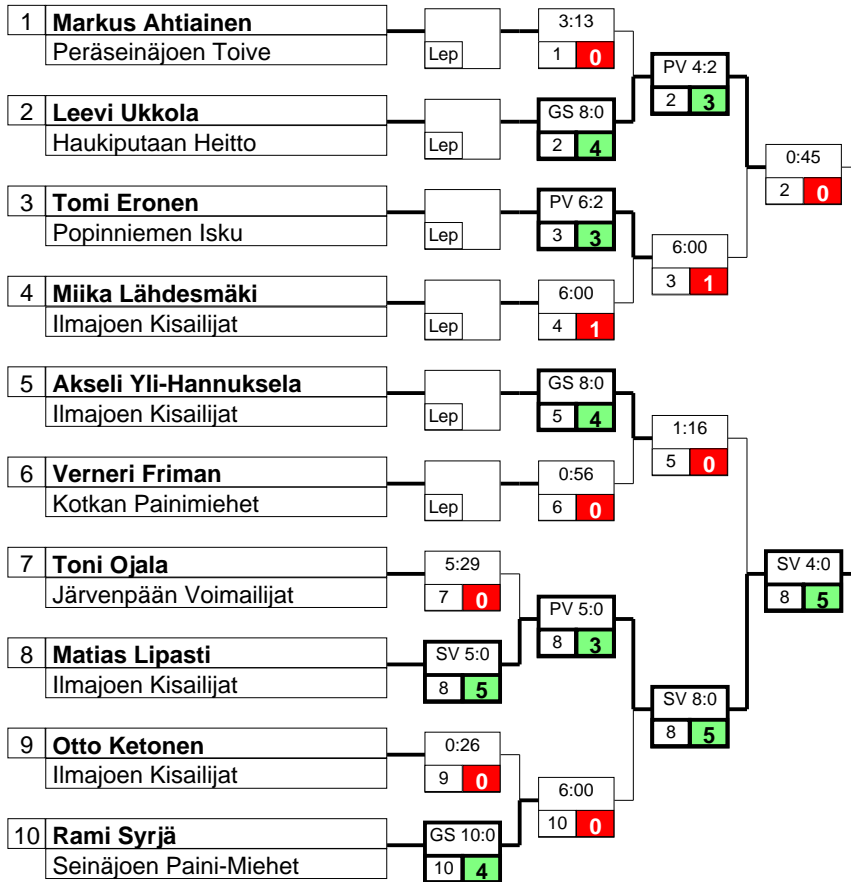 1 Markus Ahtiainen
Peräseinäjoen Toive
Lep
3:13
1 0
PV 4:2
2 3
2 Leevi Ukkola
Haukiputaan Heitto
Lep
GS 8:0
2 4
0:45
2 0
3 Tomi Eronen
Popinniemen Isku
Lep
PV 6:2
3 3
6:00
3 1
4 Miika Lähdesmäki
Ilmajoen Kisailijat
Lep
6:00
4 1
5 Akseli Yli-Hannuksela
Ilmajoen Kisailijat
Lep
GS 8:0
5 4
1:16
5 0
6 Verneri Friman
Kotkan Painimiehet
Lep
0:56
6 0
7 Toni Ojala
Järvenpään Voimailijat
5:29
7 0
PV 5:0
8 3
SV 4:0
8 5
8 Matias Lipasti
Ilmajoen Kisailijat
SV 5:0
8 5
SV 8:0
8 5
9 Otto Ketonen
Ilmajoen Kisailijat
0:26
9 0
6:00
10 0
10 Rami Syrjä
Seinäjoen Paini-Miehet
GS 10:0
10 4